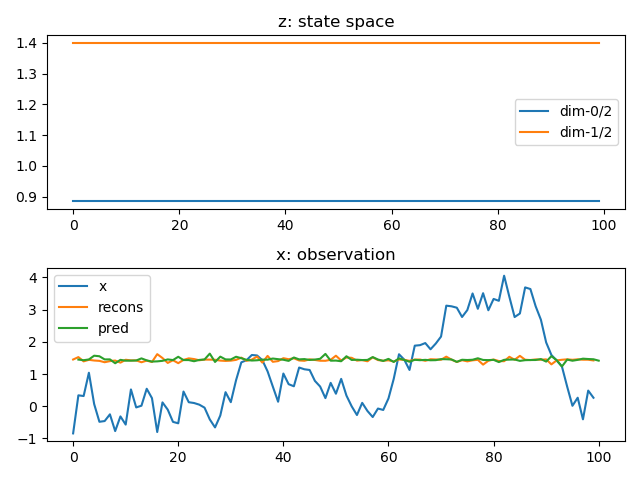 z: state space
1.4
1.3
1.2
1.1
1.0
0.9
dim-0/2
dim-1/2
0 20 40 60 80 100
x: observation
4
3
2
1
0
−1
x
recons
pred
0 20 40 60 80 100